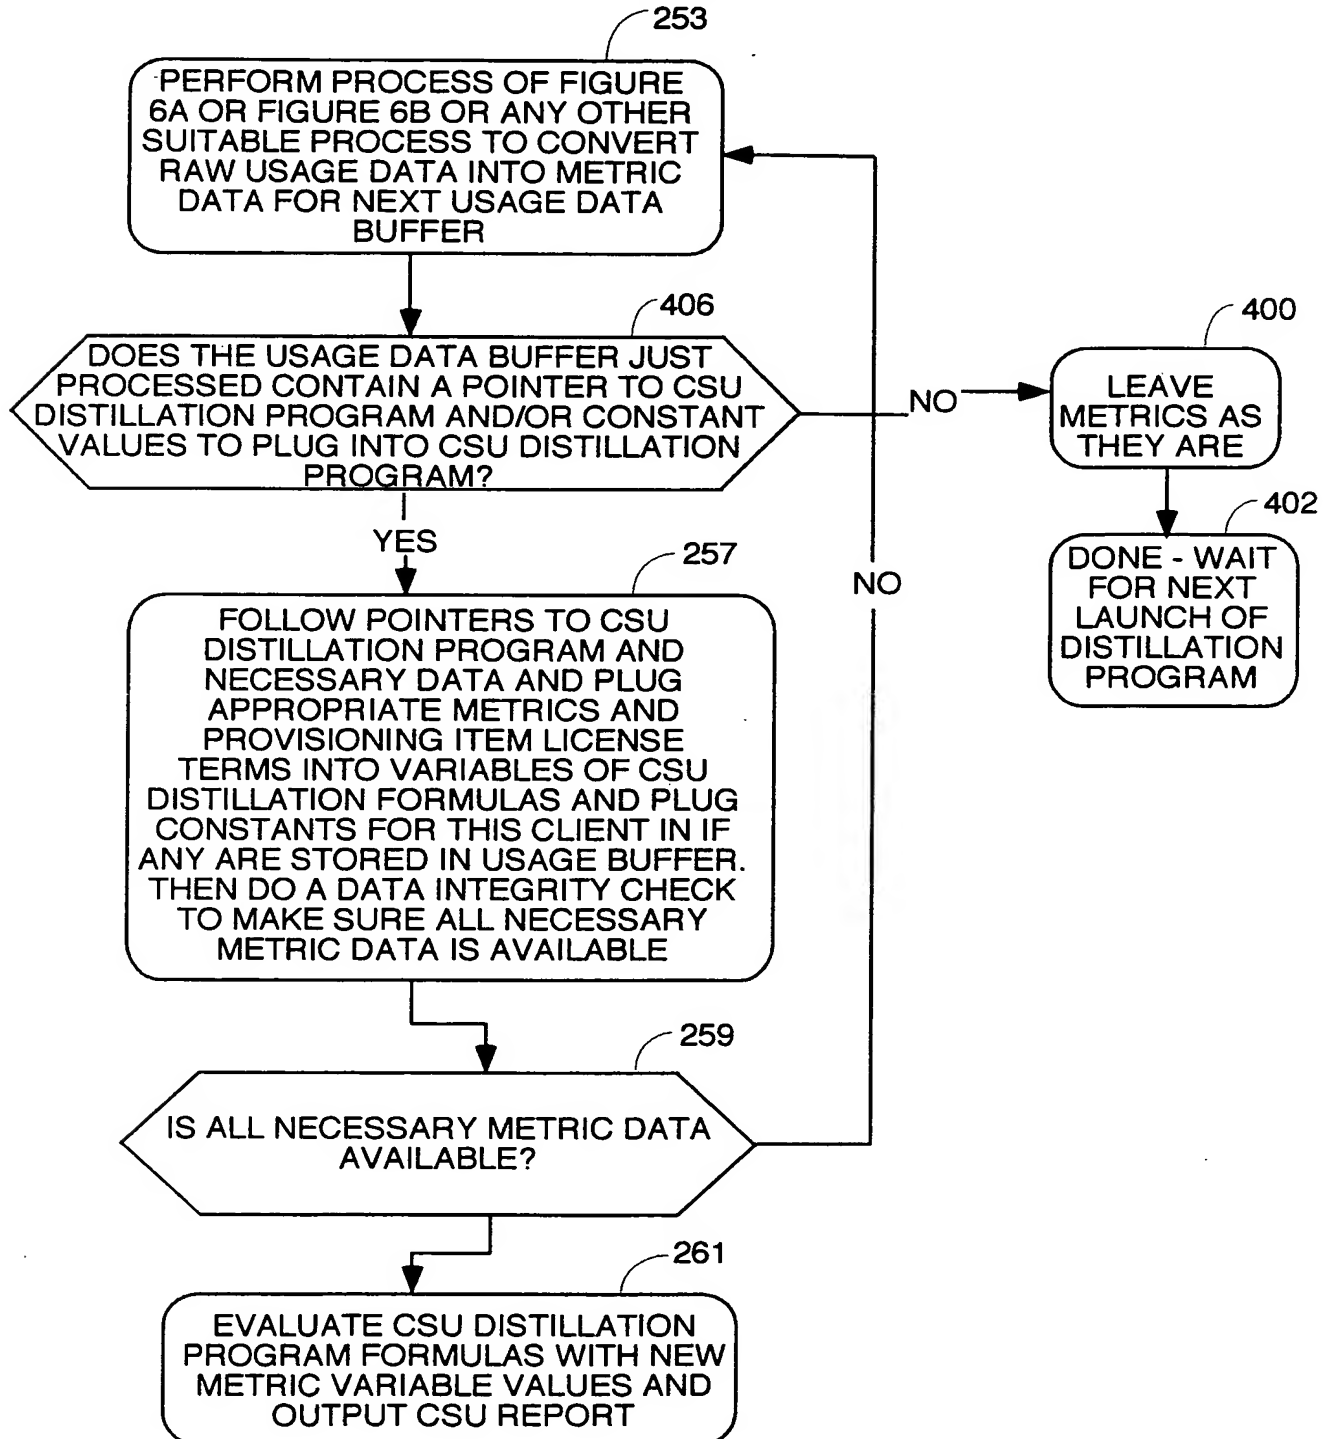 253
PERFORM PROCESS OF FIGURE
6A OR FIGURE 6B OR ANY OTHER
SUITABLE PROCESS TO CONVERT
RAW USAGE DATA INTO METRIC
DATA FOR NEXT USAGE DATA
BUFFER
406
DOES THE USAGE DATA BUFFER JUST
PROCESSED CONTAIN A POINTER TO CSU
DISTILLATION PROGRAM AND/OR CONSTANT
VALUES TO PLUG INTO CSU DISTILLATION
PROGRAM?
NO
400
LEAVE
METRICS AS
THEY ARE
402
DONE - WAIT
FOR NEXT
LAUNCH OF
DISTILLATION
PROGRAM
YES
257
FOLLOW POINTERS TO CSU
DISTILLATION PROGRAM AND
NECESSARY DATA AND PLUG
APPROPRIATE METRICS AND
PROVISIONING ITEM LICENSE
TERMS INTO VARIABLES OF CSU
DISTILLATION FORMULAS AND PLUG
CONSTANTS FOR THIS CLIENT IN IF
ANY ARE STORED IN USAGE BUFFER.
THEN DO A DATA INTEGRITY CHECK
TO MAKE SURE ALL NECESSARY
METRIC DATA IS AVAILABLE
NO
259
IS ALL NECESSARY METRIC DATA
AVAILABLE?
261
EVALUATE CSU DISTILLATION
PROGRAM FORMULAS WITH NEW
METRIC VARIABLE VALUES AND
OUTPUT CSU REPORT